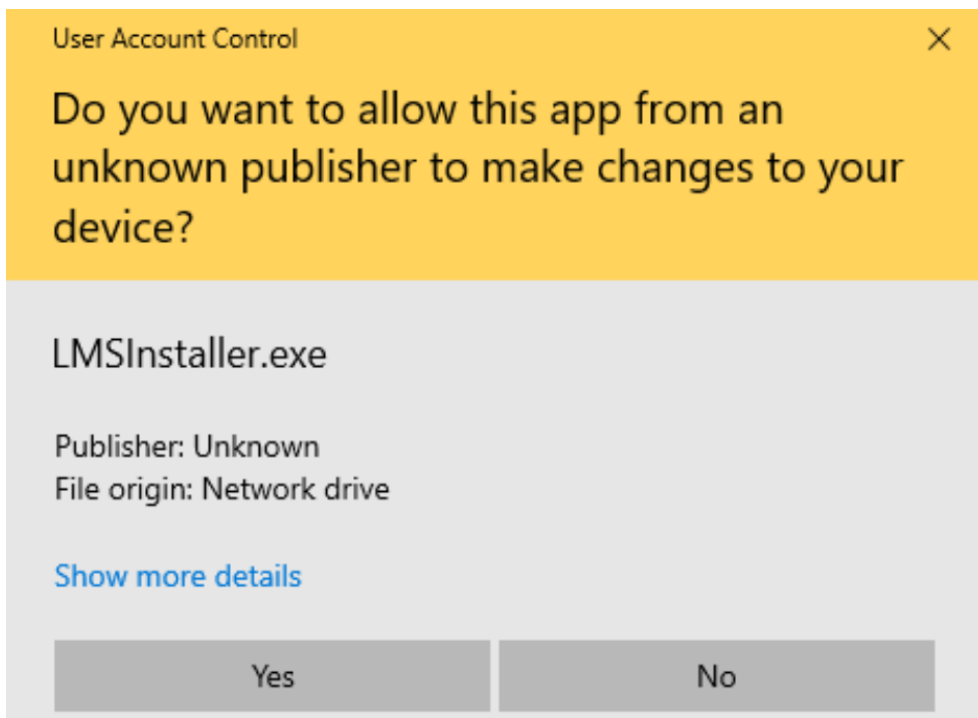 User Account Control
Do you want to allow this app from an
unknown publisher to make changes to your
device?
LMSInstaller.exe
Publisher: Unknown
File origin: Network drive
Show more details
Yes
No